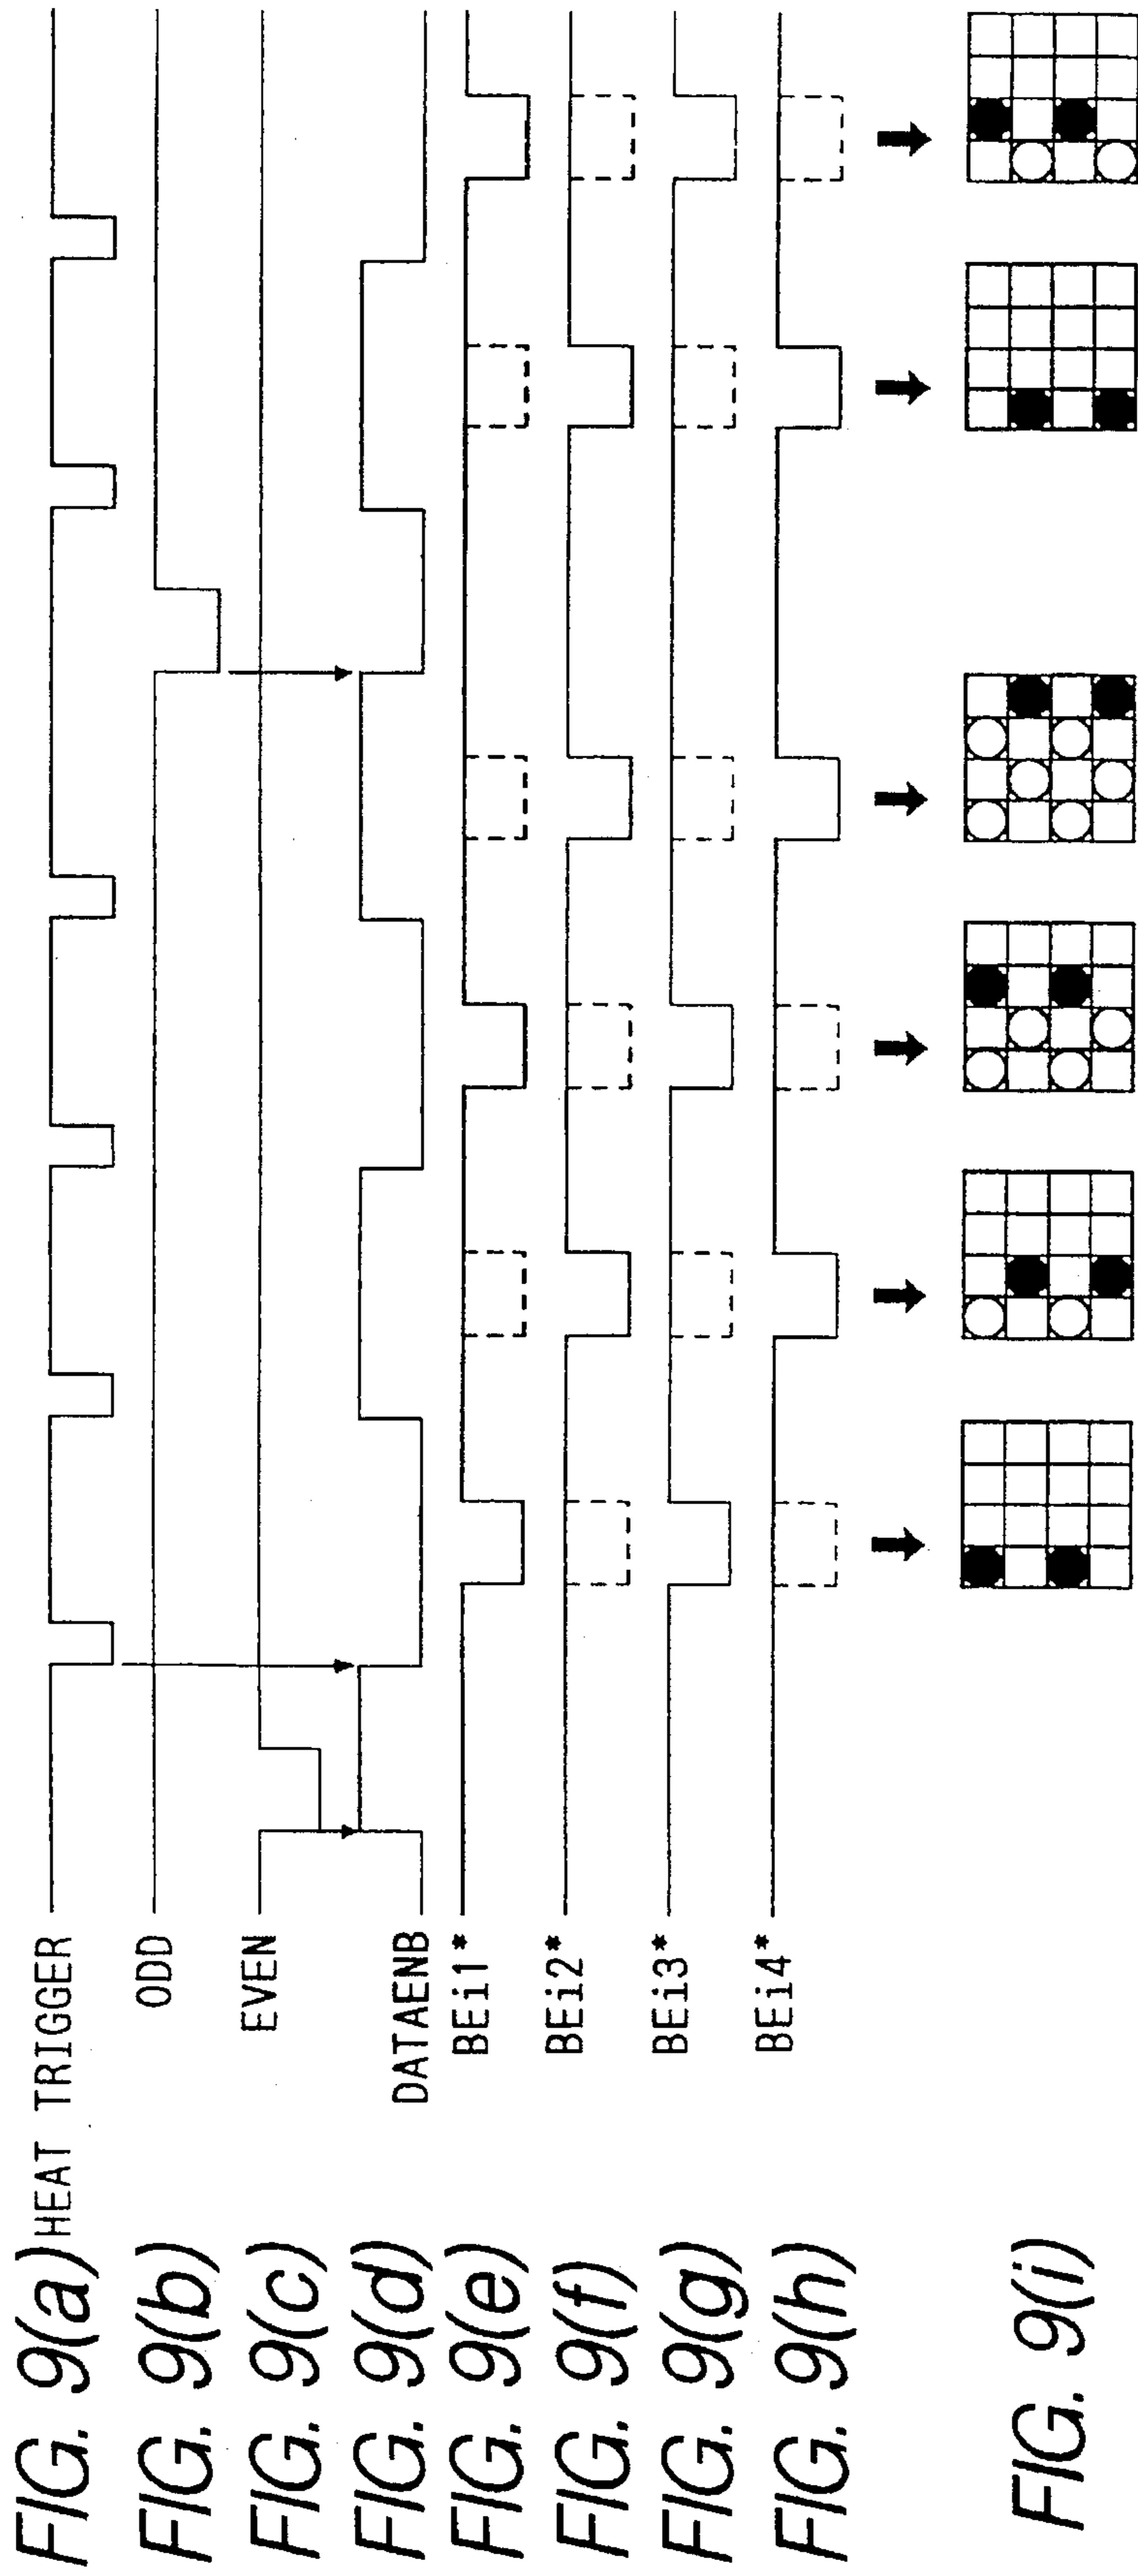 FIG. 9(a) HEAT TRIGGER
FIG. 9(b) ODD
FIG. 9(c) EVEN
FIG. 9(d) DATAENB
FIG. 9(e) BEi1*
FIG. 9(f) BEi2*
FIG. 9(g) BEi3*
FIG. 9(h) BEi4*
FIG. 9(i)